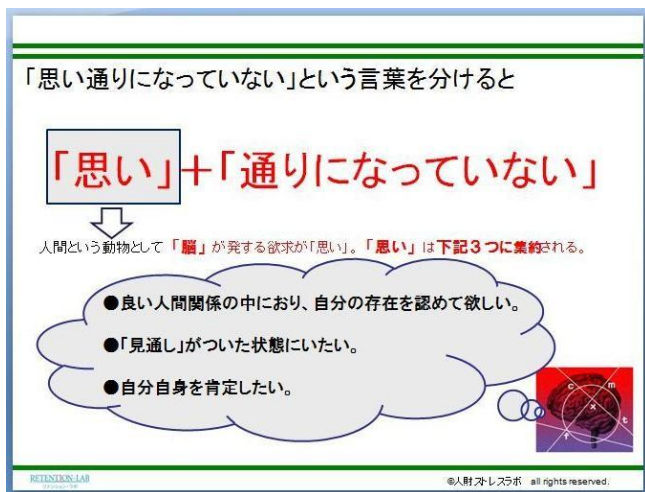 「思い通りになっていない」という言葉を分けると
「思い」＋「通りになっていない」
人間という動物として「脳」が発する欲求が「思い」。「思い」は下記３つに集約される。
●良い人間関係の中におり、自分の存在を認めて欲しい。
●「見通し」がついた状態にいたい。
●自分自身を肯定したい。
c m
x
t
f
RETENTION-LAB
©人財ストレスラボ all rights reserved.